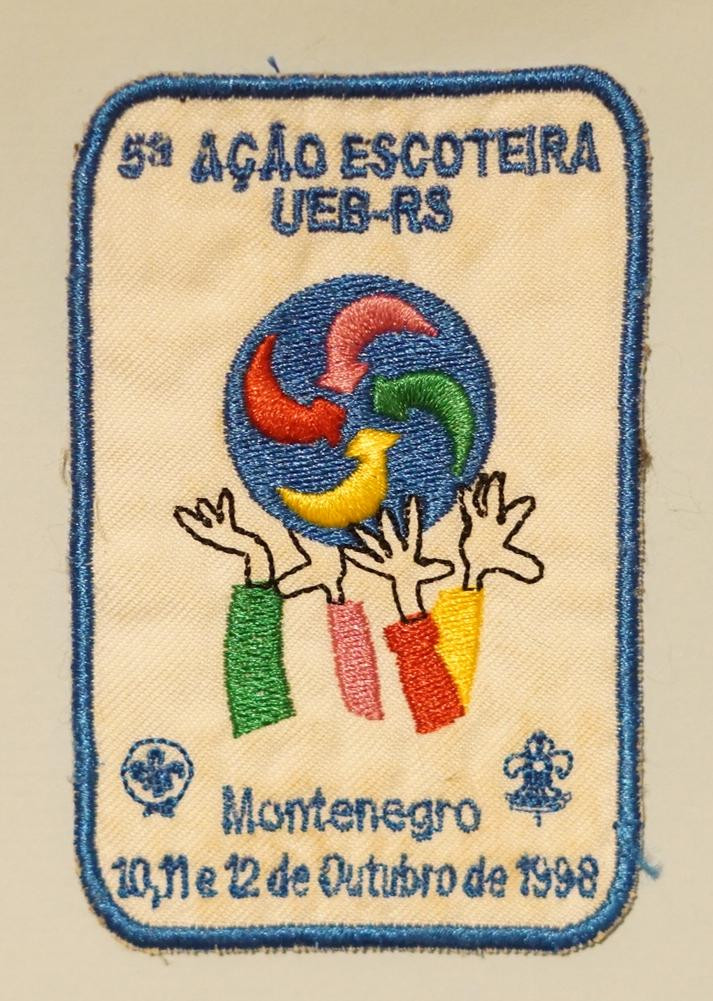 5ª AÇÃO ESCOTEIRA
UEB-RS
Montenegro
10,11 e 12 de Outubro de 1998